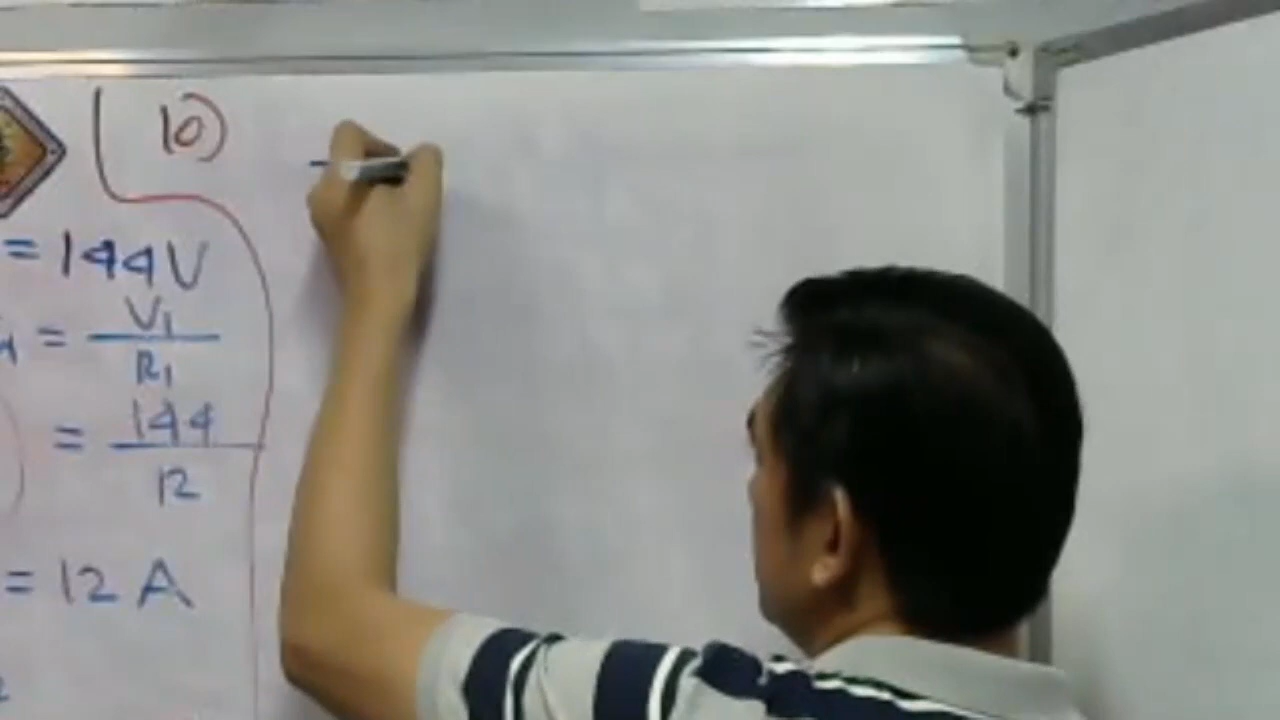 10)
= 144V
= V1
R1
= 144
12
= 12 A